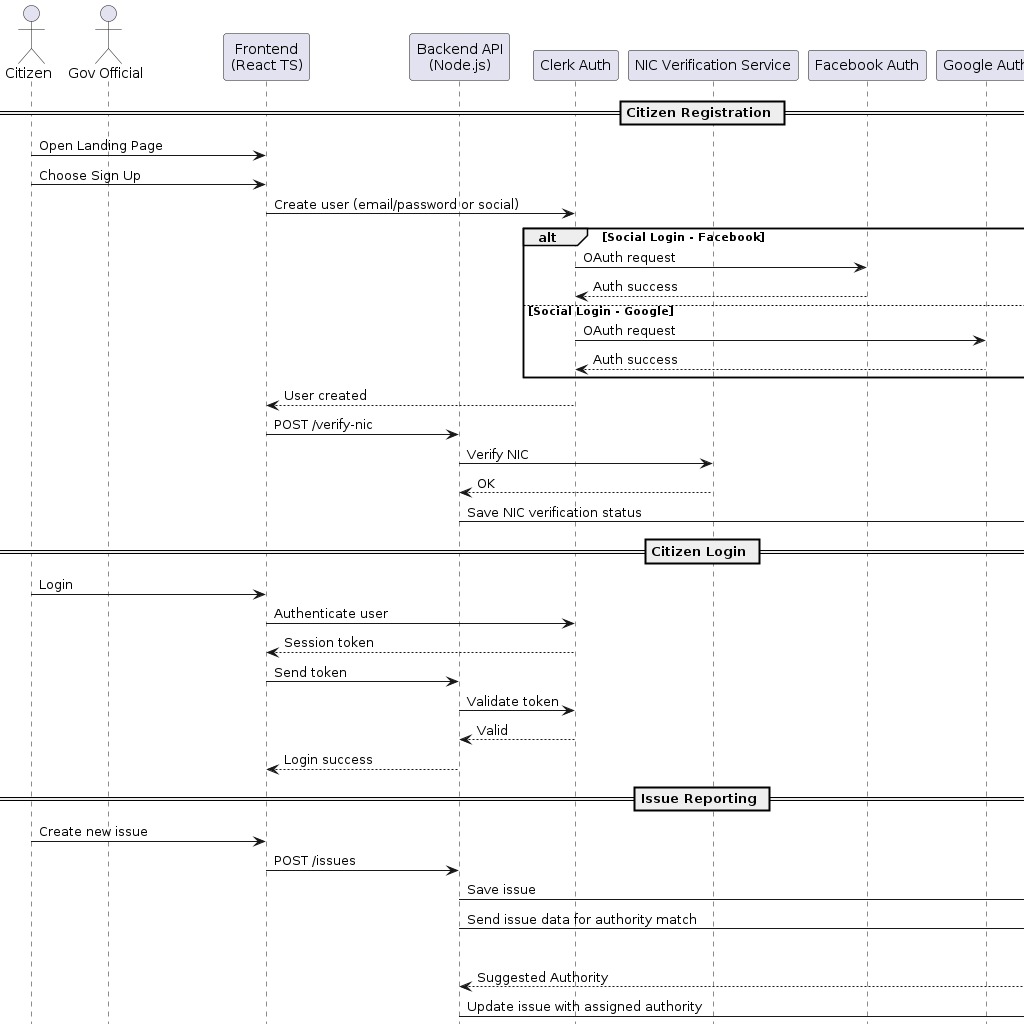 Citizen
Gov Official
Frontend
(React TS)
Backend API
(Node.js)
Clerk Auth
NIC Verification Service
Facebook Auth
Google Auth
Citizen Registration
Open Landing Page
Choose Sign Up
Create user (email/password or social)
alt [Social Login - Facebook]
OAuth request
Auth success
[Social Login - Google]
OAuth request
Auth success
User created
POST /verify-nic
Verify NIC
OK
Save NIC verification status
Citizen Login
Login
Authenticate user
Session token
Send token
Validate token
Valid
Login success
Issue Reporting
Create new issue
POST /issues
Save issue
Send issue data for authority match
Suggested Authority
Update issue with assigned authority